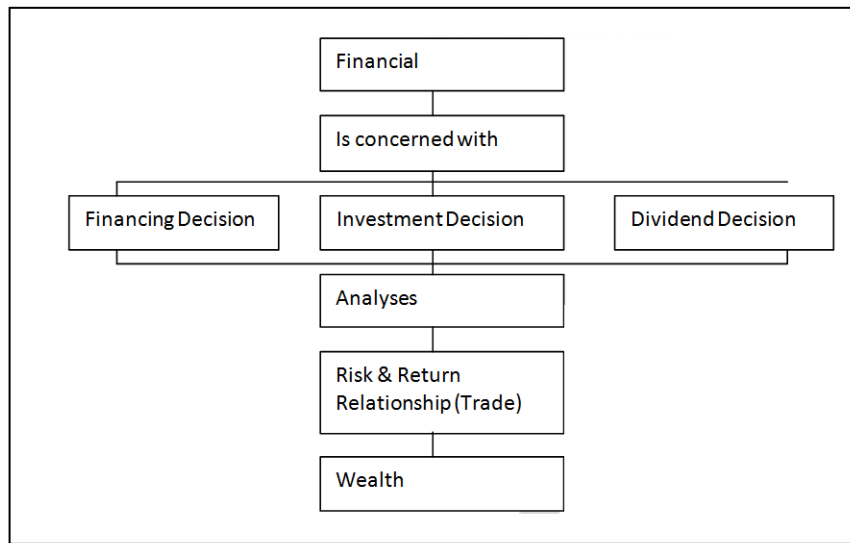 Financial
Is concerned with
Financing Decision
Investment Decision
Dividend Decision
Analyses
Risk & Return
Relationship (Trade)
Wealth